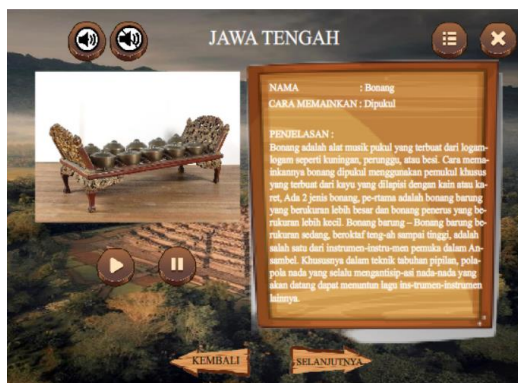 JAWA TENGAH
NAMA : Bonang
CARA MEMAINKAN : Dipukul
PENJELASAN :
Bonang adalah alat musik pukul yang terbuat dari logam-
logam seperti kuningan, perunggu, atau besi. Cara mema-
inkannya bonang dipukul menggunakan pemukul khusus
yang terbuat dari kayu yang dilapisi dengan kain atau ka-
ret, Ada 2 jenis bonang, pe-rtama adalah bonang barung
yang berukuran lebih besar dan bonang penerus yang be-
rukuran lebih kecil. Bonang barung – Bonang barung be-
rukuran sedang, beroktaf teng-ah sampai tinggi, adalah
salah satu dari instrumen-instru-men pemuka dalam An-
sambel. Khususnya dalam teknik tabuhan pipilan, pola-
pola nada yang selalu mengantisip-asi nada-nada yang
akan datang dapat menuntun lagu ins-trumen-instrumen
lainnya.
KEMBALI
SELANJUTNYA